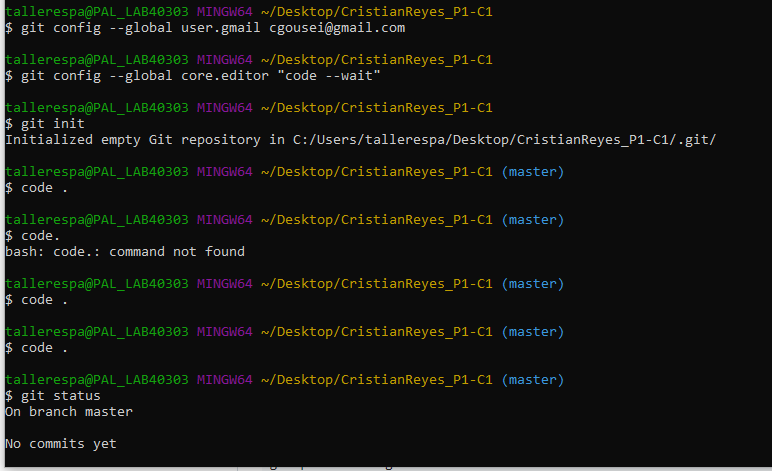 tallerespa@PAL_LAB40303 MINGW64 ~/Desktop/CristianReyes_P1-C1
$ git config --global user.gmail cgousei@gmail.com
tallerespa@PAL_LAB40303 MINGW64 ~/Desktop/CristianReyes_P1-C1
$ git config --global core.editor "code --wait"
tallerespa@PAL_LAB40303 MINGW64 ~/Desktop/CristianReyes_P1-C1
$ git init
Initialized empty Git repository in C:/Users/tallerespa/Desktop/CristianReyes_P1-C1/.git/
tallerespa@PAL_LAB40303 MINGW64 ~/Desktop/CristianReyes_P1-C1 (master)
$ code .
tallerespa@PAL_LAB40303 MINGW64 ~/Desktop/CristianReyes_P1-C1 (master)
$ code.
bash: code.: command not found
tallerespa@PAL_LAB40303 MINGW64 ~/Desktop/CristianReyes_P1-C1 (master)
$ code .
tallerespa@PAL_LAB40303 MINGW64 ~/Desktop/CristianReyes_P1-C1 (master)
$ code .
tallerespa@PAL_LAB40303 MINGW64 ~/Desktop/CristianReyes_P1-C1 (master)
$ git status
On branch master
No commits yet